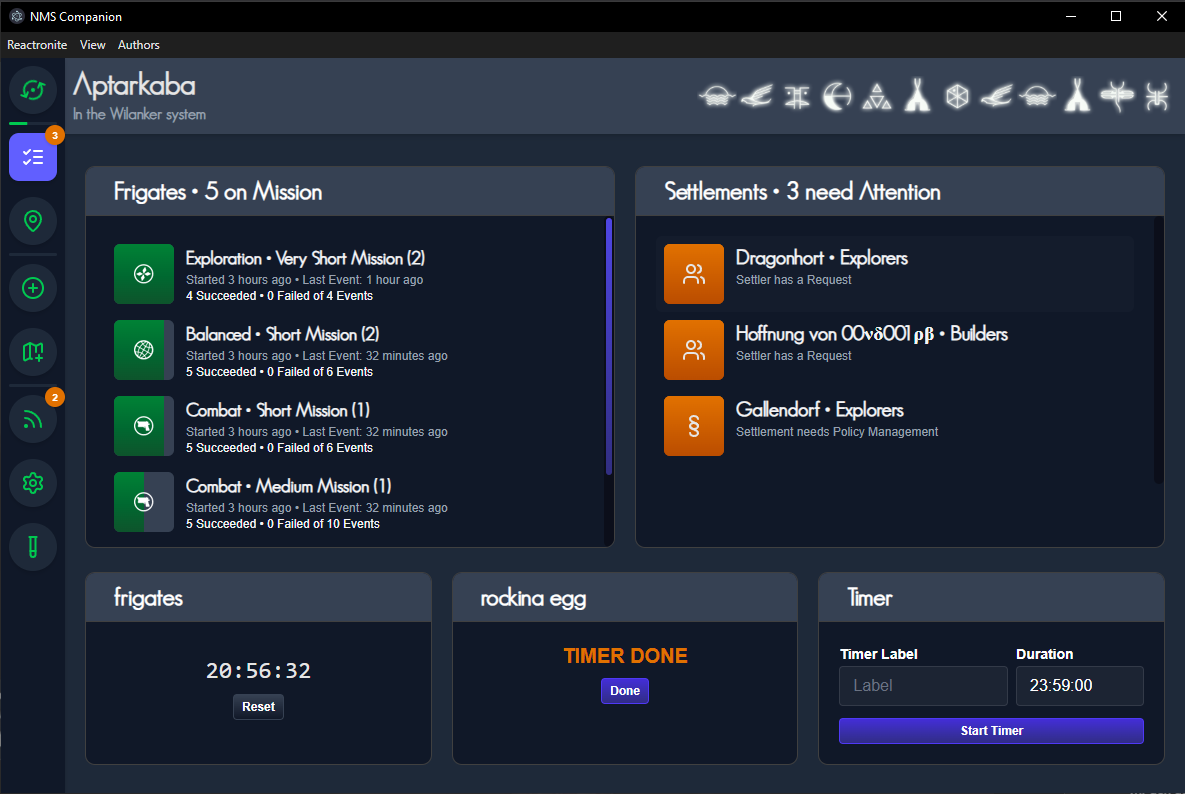 NMS Companion
Reactronite View Authors
Aptarkaba
In the Wilanker system
3
2
Frigates • 5 on Mission
Exploration • Very Short Mission (2)
Started 3 hours ago • Last Event: 1 hour ago
4 Succeeded • 0 Failed of 4 Events
Balanced • Short Mission (2)
Started 3 hours ago • Last Event: 32 minutes ago
5 Succeeded • 0 Failed of 6 Events
Combat • Short Mission (1)
Started 3 hours ago • Last Event: 32 minutes ago
5 Succeeded • 0 Failed of 6 Events
Combat • Medium Mission (1)
Started 3 hours ago • Last Event: 32 minutes ago
5 Succeeded • 0 Failed of 10 Events
Settlements • 3 need Attention
Dragonhort • Explorers
Settler has a Request
Hoffnung von 00νδ001 ρβ • Builders
Settler has a Request
§
Gallendorf • Explorers
Settlement needs Policy Management
frigates
20:56:32
Reset
rockina egg
TIMER DONE
Done
Timer
Timer Label Duration
Label 23:59:00
Start Timer